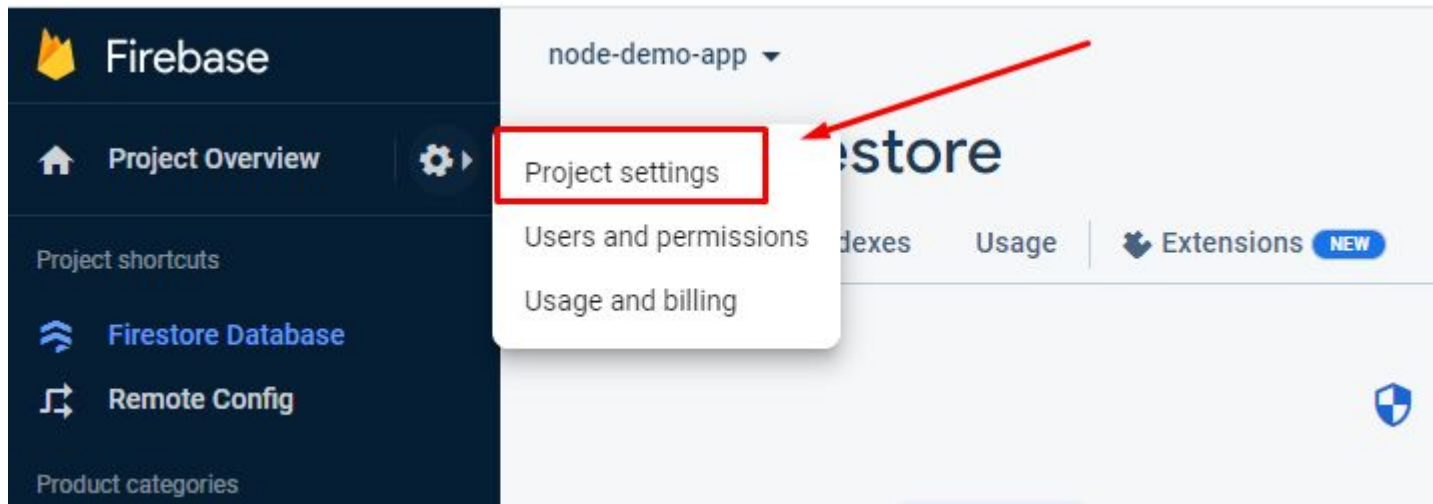 Firebase
node-demo-app
Project Overview
estore
Project settings
Users and permissions
dexes
Usage
Extensions NEW
Usage and billing
Project shortcuts
Firestore Database
Remote Config
Product categories